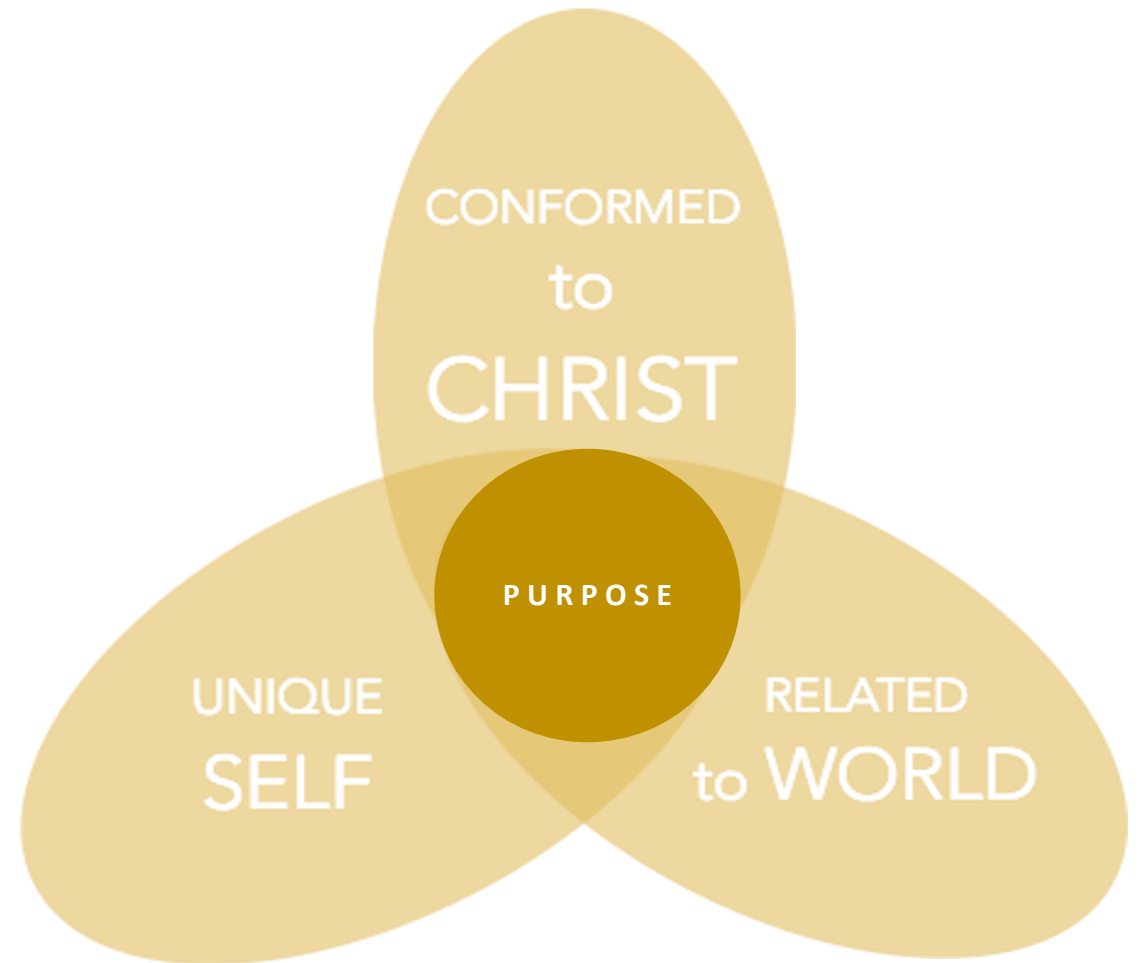 CONFORMED
to
CHRIST
PURPOSE
UNIQUE
SELF
RELATED
to WORLD